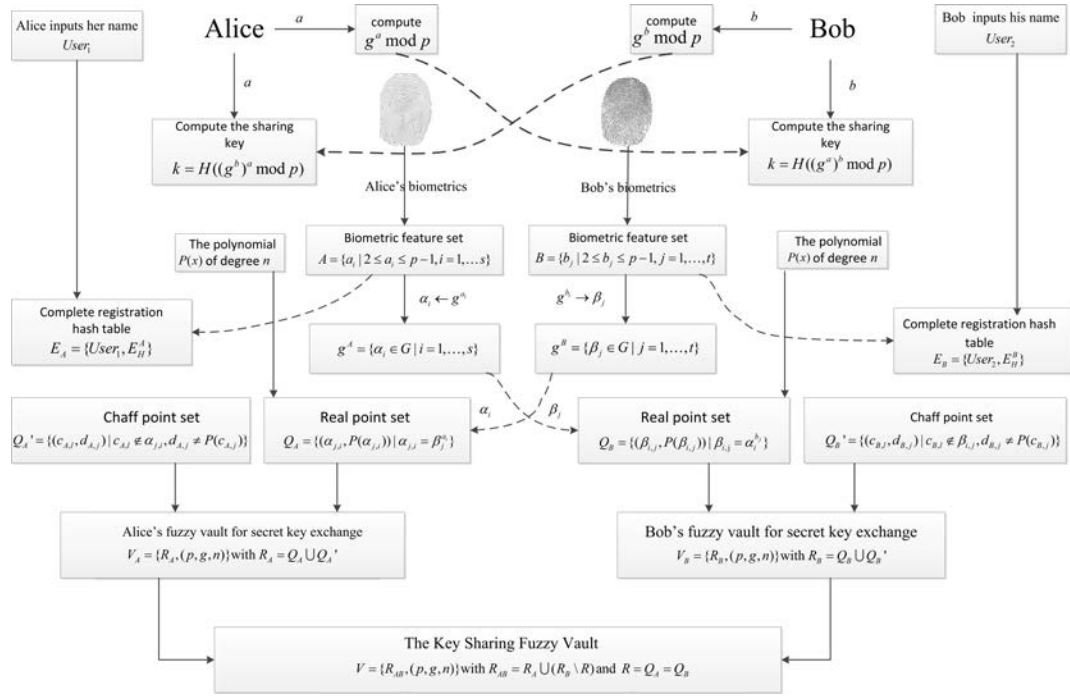 Alice inputs her name
User₁
Alice
a
compute
gᵃ mod p
compute
gᵇ mod p
b
Bob
Bob inputs his name
User₂
a
b
Compute the sharing
key
k = H((gᵇ)ᵃ mod p)
Compute the sharing
key
k = H((gᵃ)ᵇ mod p)
Alice's biometrics
Bob's biometrics
The polynomial
P(x) of degree n
Biometric feature set
A = {a_i | 2 ≤ a_i ≤ p−1, i = 1,…s}
Biometric feature set
B = {b_j | 2 ≤ b_j ≤ p−1, j = 1,…,t}
The polynomial
P(x) of degree n
α_i ← g^{a_i}
g^{b_j} → β_j
Complete registration
hash table
E_A = {User₁, E_H^A}
g^A = {α_i ∈ G | i = 1,…,s}
g^B = {β_j ∈ G | j = 1,…,t}
Complete registration hash
table
E_B = {User₂, E_H^B}
α_i
β_j
Chaff point set
Q_A' = {(c_{A,j}, d_{A,j}) | c_{A,j} ∉ α_{j,i}, d_{A,j} ≠ P(c_{A,j})}
Real point set
Q_A = {(α_{j,i}, P(α_{j,i})) | α_{j,i} = β_j^{a_i}}
Real point set
Q_B = {(β_{i,j}, P(β_{i,j})) | β_{i,j} = α_i^{b_j}}
Chaff point set
Q_B' = {(c_{B,j}, d_{B,j}) | c_{B,j} ∉ β_{i,j}, d_{B,j} ≠ P(c_{B,j})}
Alice's fuzzy vault for secret key exchange
V_A = {R_A, (p, g, n)} with R_A = Q_A ∪ Q_A'
Bob's fuzzy vault for secret key exchange
V_B = {R_B, (p, g, n)} with R_B = Q_B ∪ Q_B'
The Key Sharing Fuzzy Vault
V = {R_{AB}, (p, g, n)} with R_{AB} = R_A ∪ (R_B \ R) and R = Q_A = Q_B